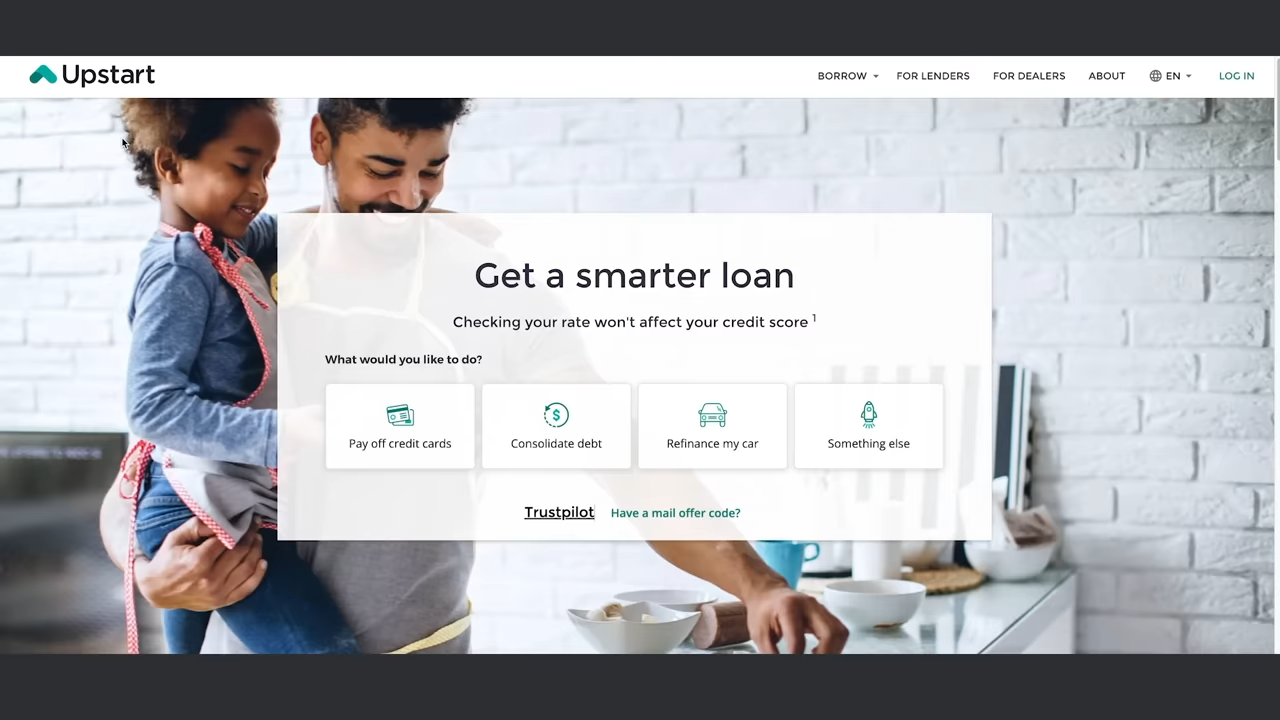 Upstart
BORROW FOR LENDERS FOR DEALERS ABOUT EN LOG IN
Get a smarter loan
Checking your rate won't affect your credit score 1
What would you like to do?
Pay off credit cards Consolidate debt Refinance my car Something else
Trustpilot Have a mail offer code?